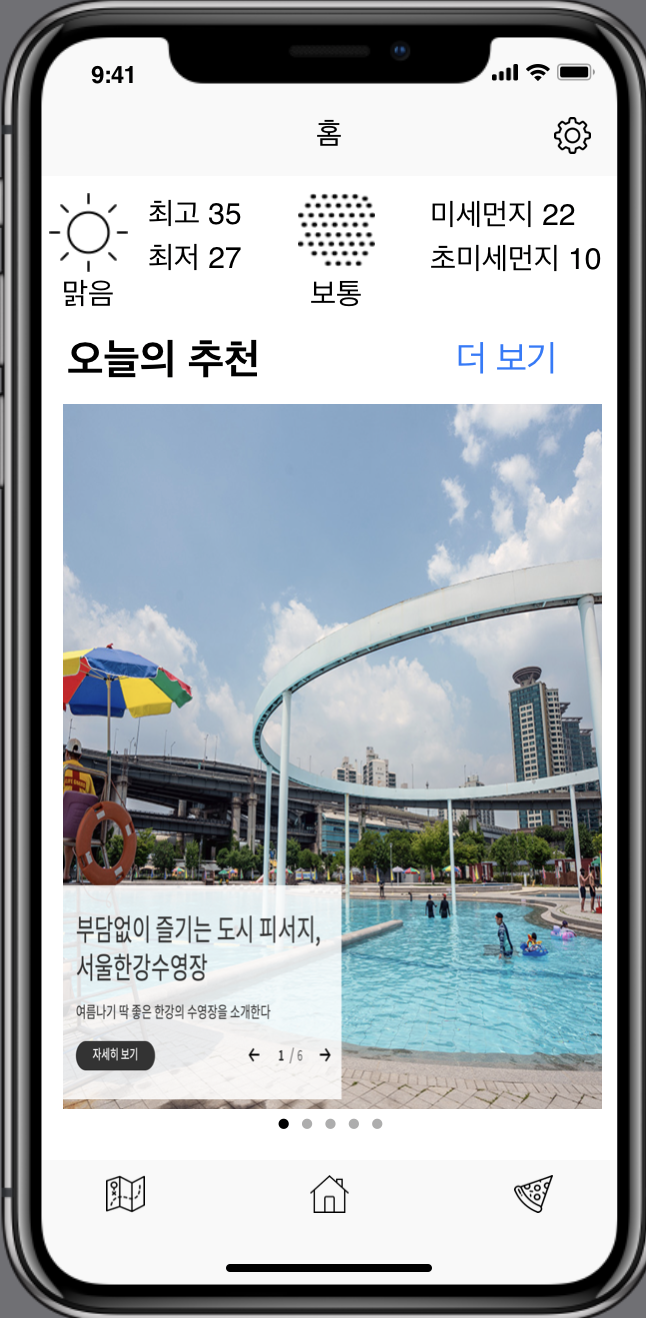 9:41
홈
최고 35
최저 27
맑음
보통
미세먼지 22
초미세먼지 10
오늘의 추천
더 보기
부담없이 즐기는 도시 피서지,
서울한강수영장
여름나기 딱 좋은 한강의 수영장을 소개한다
자세히 보기
← 1 / 6 →